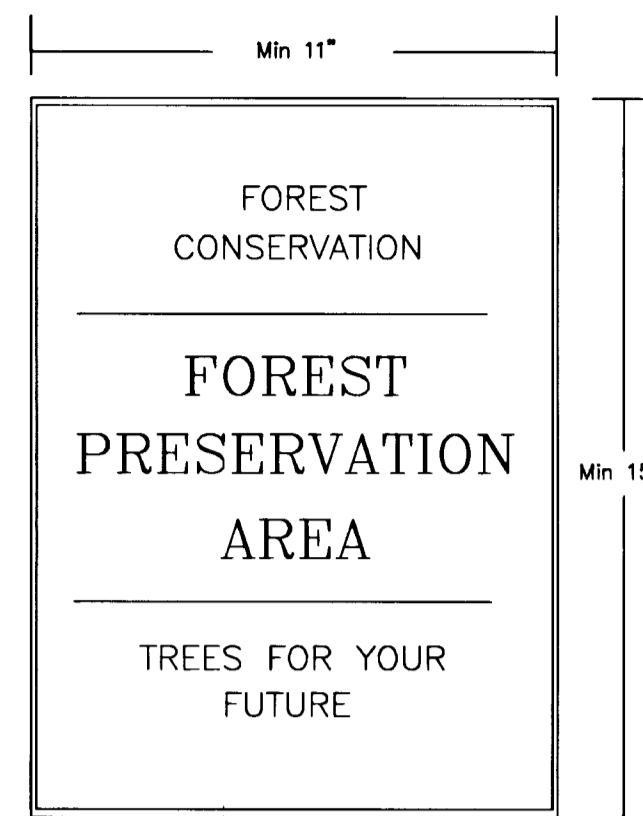 Min 11"
FOREST
CONSERVATION
FOREST
PRESERVATION
AREA
Min 15
TREES FOR YOUR
FUTURE